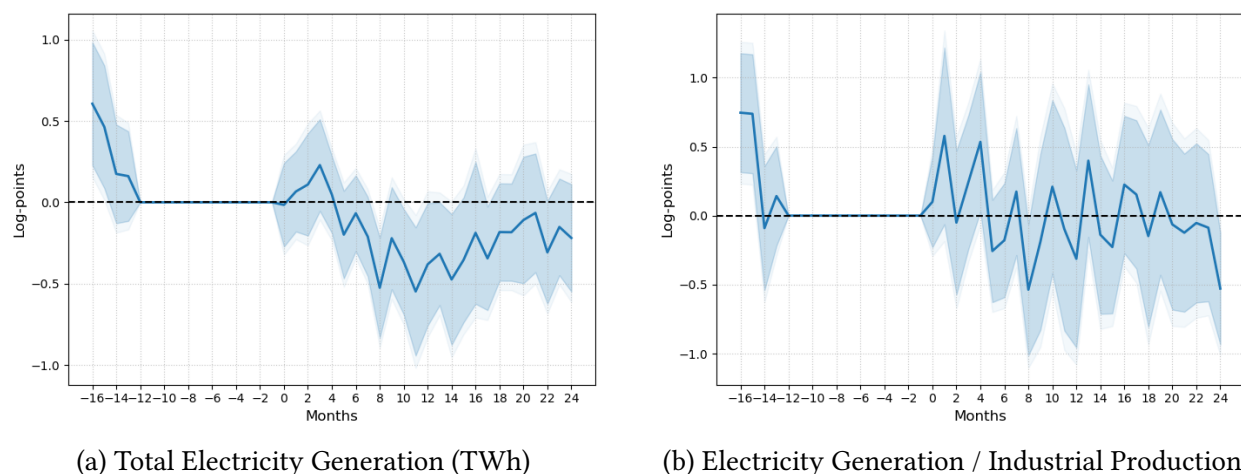 1.0
0.5
0.0
−0.5
−1.0
Log-points
−16 −14 −12 −10 −8 −6 −4 −2 0 2 4 6 8 10 12 14 16 18 20 22 24
Months
(a) Total Electricity Generation (TWh)
1.0
0.5
0.0
−0.5
−1.0
Log-points
−16 −14 −12 −10 −8 −6 −4 −2 0 2 4 6 8 10 12 14 16 18 20 22 24
Months
(b) Electricity Generation / Industrial Production